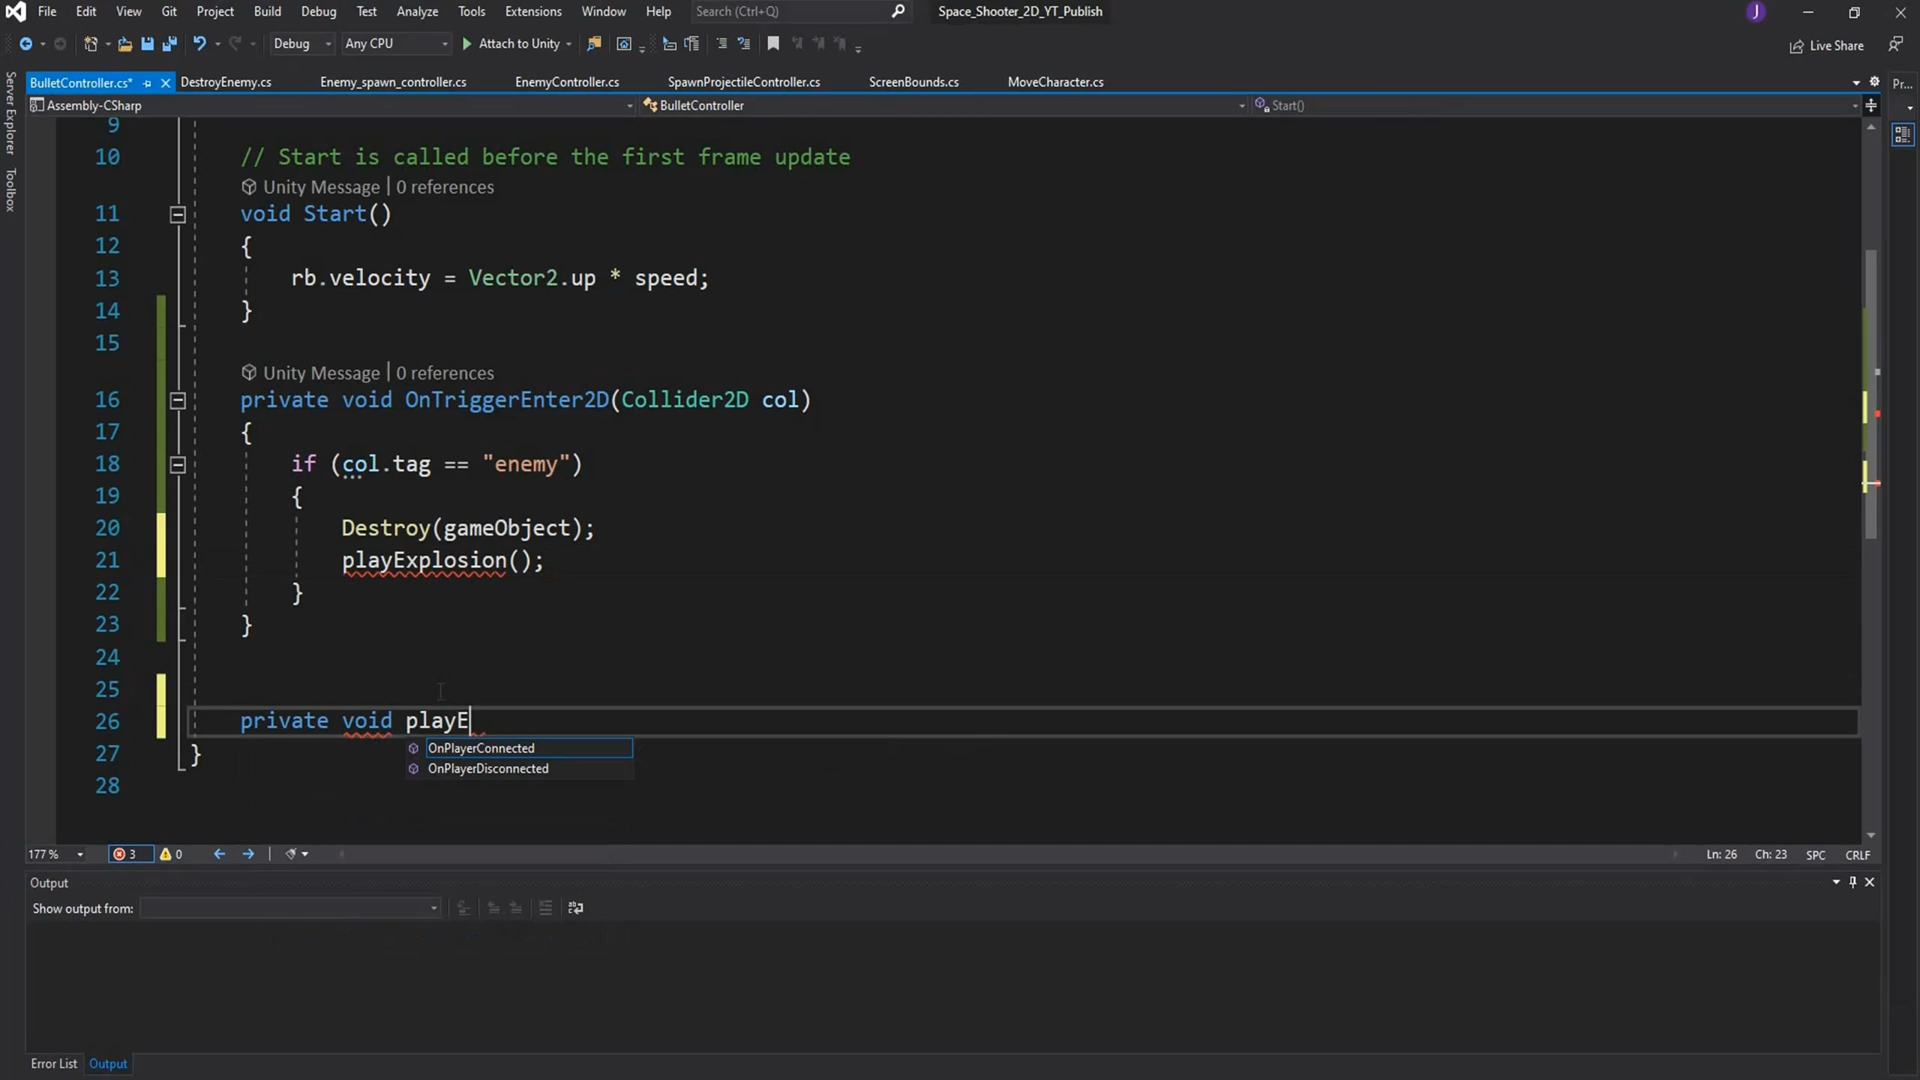 File Edit View Git Project Build Debug Test Analyze Tools Extensions Window Help Search (Ctrl+Q) Space_Shooter_2D_YT_Publish J
Debug Any CPU Attach to Unity Live Share
BulletController.cs* DestroyEnemy.cs Enemy_spawn_controller.cs EnemyController.cs SpawnProjectileController.cs ScreenBounds.cs MoveCharacter.cs Pr...
Assembly-CSharp BulletController Start()
Server Explorer
Toolbox
9
10 // Start is called before the first frame update
Unity Message | 0 references
11 void Start()
12 {
13 rb.velocity = Vector2.up * speed;
14 }
15
Unity Message | 0 references
16 private void OnTriggerEnter2D(Collider2D col)
17 {
18 if (col.tag == "enemy")
19 {
20 Destroy(gameObject);
21 playExplosion();
22 }
23 }
24
25
26 private void playE
OnPlayerConnected
27 }
OnPlayerDisconnected
28
177 % 3 0 Ln: 26 Ch: 23 SPC CRLF
Output
Show output from:
Error List Output